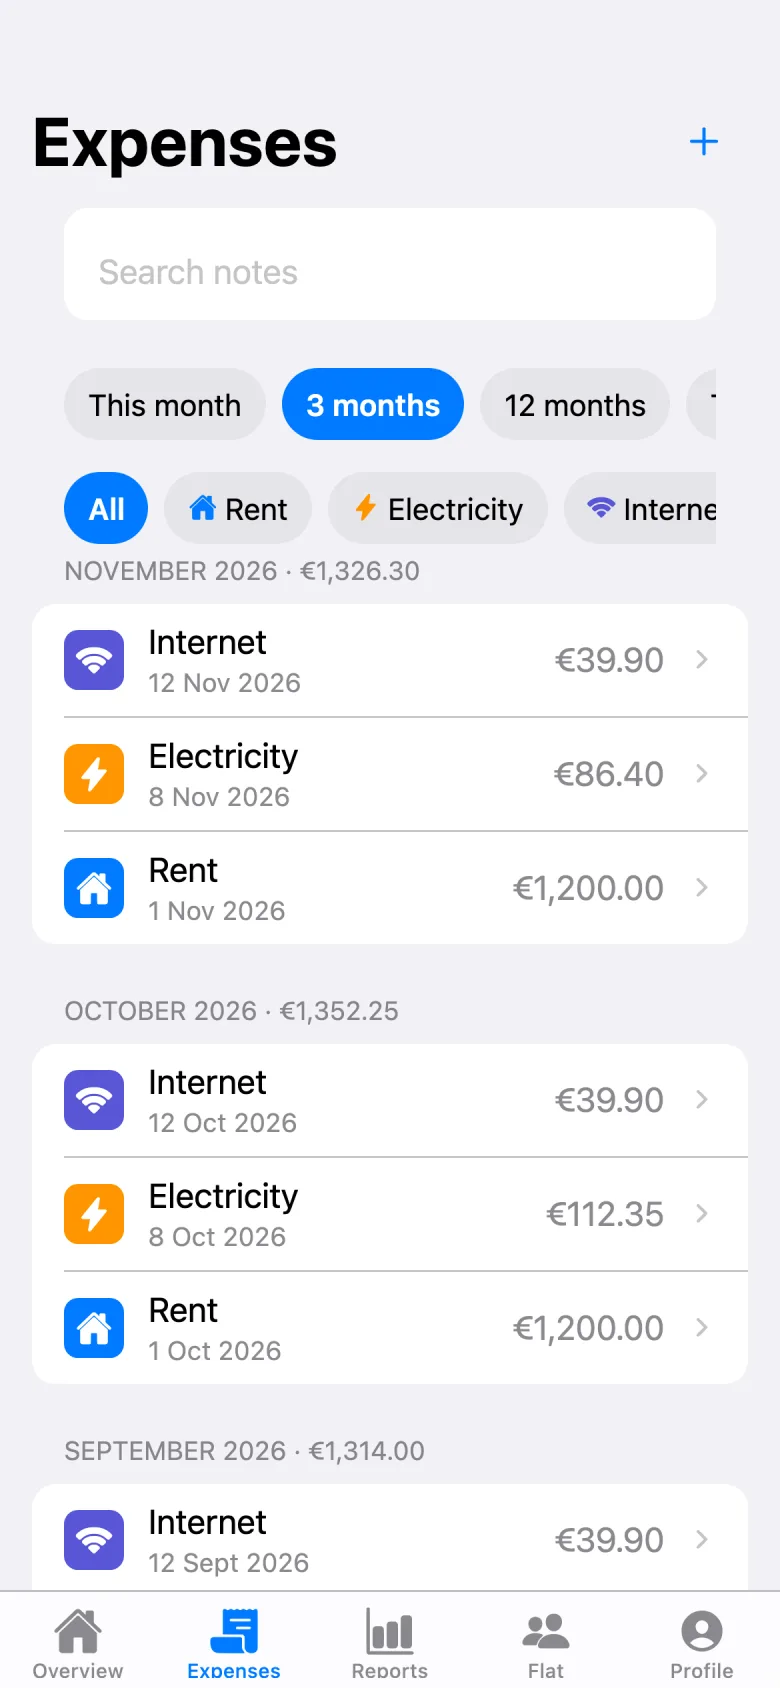 Expenses
Search notes
This month
3 months
12 months
All
Rent
Electricity
Interne
NOVEMBER 2026 · €1,326.30
Internet
€39.90
12 Nov 2026
Electricity
€86.40
8 Nov 2026
Rent
€1,200.00
1 Nov 2026
OCTOBER 2026 · €1,352.25
Internet
€39.90
12 Oct 2026
Electricity
€112.35
8 Oct 2026
Rent
€1,200.00
1 Oct 2026
SEPTEMBER 2026 · €1,314.00
Internet
€39.90
12 Sept 2026
Overview
Expenses
Reports
Flat
Profile